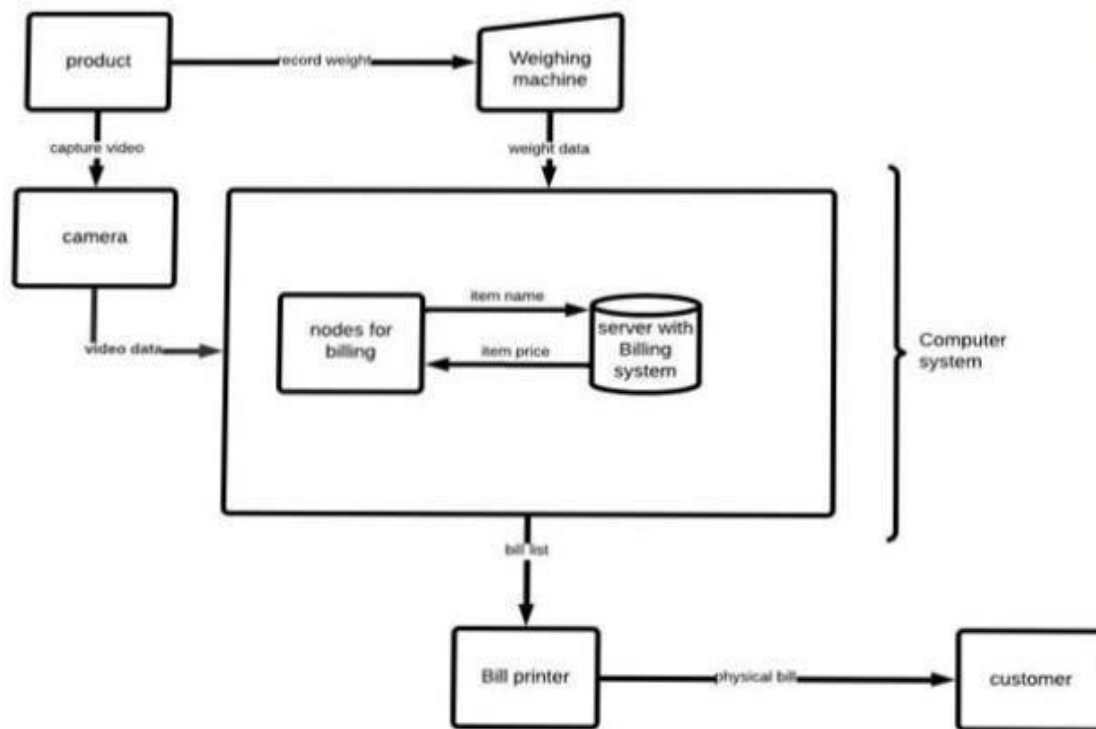 product
record weight
Weighing
machine
capture video
weight data
camera
video data
nodes for
billing
item name
item price
server with
Billing
system
Computer
system
bill list
Bill printer
physical bill
customer